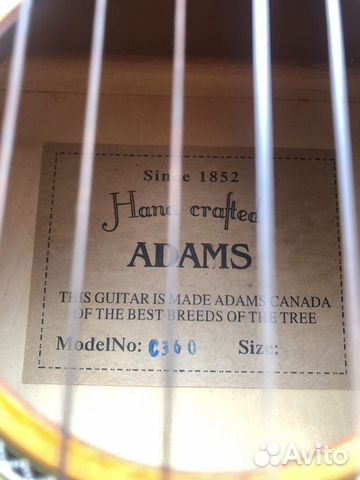 Since 1852
Hand crafted
ADAMS
THIS GUITAR IS MADE ADAMS CANADA
OF THE BEST BREEDS OF THE TREE
ModelNo: C360 Size:
Avito